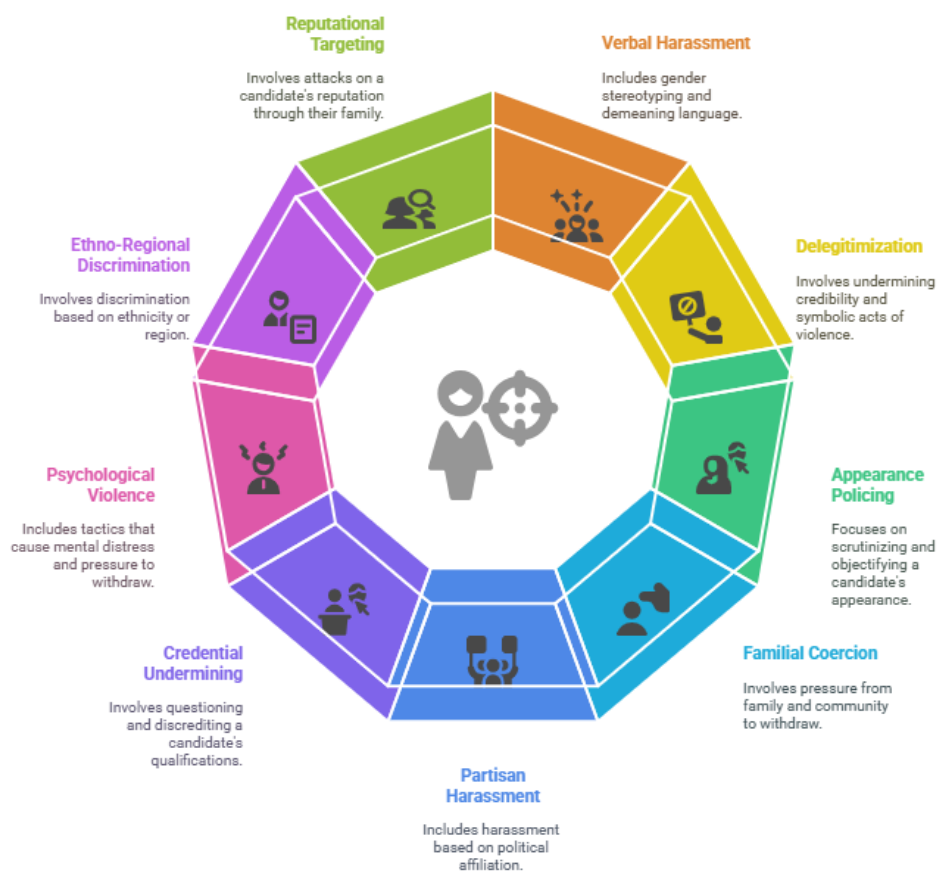 Reputational
Targeting
Involves attacks on a
candidate's reputation
through their family.
Verbal Harassment
Includes gender
stereotyping and
demeaning language.
Delegitimization
Involves undermining
credibility and
symbolic acts of
violence.
Appearance
Policing
Focuses on
scrutinizing and
objectifying a
candidate's
appearance.
Familial Coercion
Involves pressure from
family and community
to withdraw.
Partisan
Harassment
Includes harassment
based on political
affiliation.
Credential
Undermining
Involves questioning
and discrediting a
candidate's
qualifications.
Psychological
Violence
Includes tactics that
cause mental distress
and pressure to
withdraw.
Ethno-Regional
Discrimination
Involves discrimination
based on ethnicity or
region.